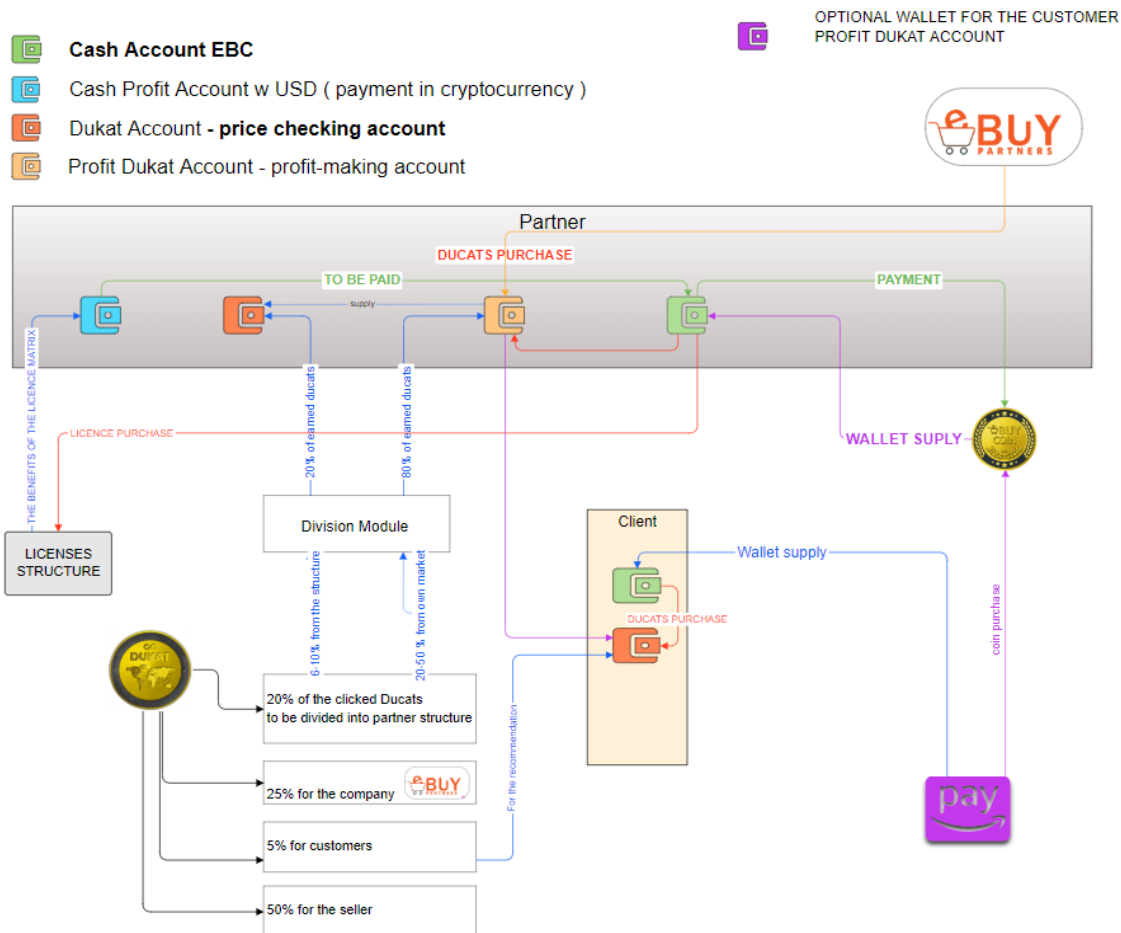 OPTIONAL WALLET FOR THE CUSTOMER
PROFIT DUKAT ACCOUNT
Cash Account EBC
Cash Profit Account w USD ( payment in cryptocurrency )
Dukat Account - price checking account
Profit Dukat Account - profit-making account
eBUY
PARTNERS
Partner
DUCATS PURCHASE
TO BE PAID
PAYMENT
supply
THE BENEFITS OF THE LICENCE MATRIX
20% of earned ducats
80% of earned ducats
LICENCE PURCHASE
WALLET SUPLY
eBUY
COIN
Division Module
Client
LICENSES
STRUCTURE
Wallet supply
6-10% from the structure
20-50 % from own market
DUCATS PURCHASE
coin purchase
DUKAT
20% of the clicked Ducats
to be divided into partner structure
For the recommendation
25% for the company
eBUY
PARTNERS
pay
5% for customers
50% for the seller